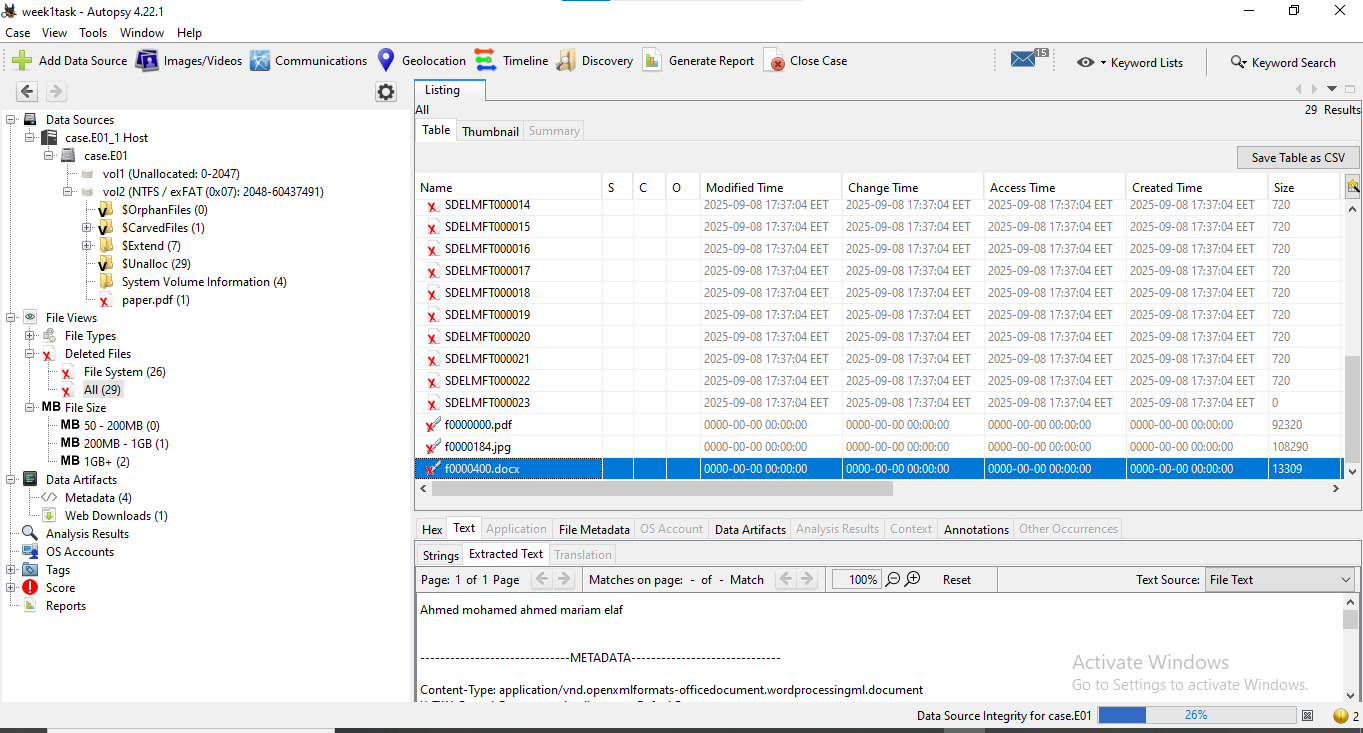 week1task - Autopsy 4.22.1
Case View Tools Window Help
Add Data Source Images/Videos Communications Geolocation Timeline Discovery Generate Report Close Case 15 Keyword Lists Keyword Search
Data Sources
case.E01_1 Host
case.E01
vol1 (Unallocated: 0-2047)
vol2 (NTFS / exFAT (0x07): 2048-60437491)
$OrphanFiles (0)
$CarvedFiles (1)
$Extend (7)
$Unalloc (29)
System Volume Information (4)
paper.pdf (1)
File Views
File Types
Deleted Files
File System (26)
All (29)
MB File Size
MB 50 - 200MB (0)
MB 200MB - 1GB (1)
MB 1GB+ (2)
Data Artifacts
Metadata (4)
Web Downloads (1)
Analysis Results
OS Accounts
Tags
Score
Reports
Listing
All
29 Results
Table Thumbnail Summary
Save Table as CSV
Name S C O Modified Time Change Time Access Time Created Time Size
SDELMFT000014 2025-09-08 17:37:04 EET 2025-09-08 17:37:04 EET 2025-09-08 17:37:04 EET 2025-09-08 17:37:04 EET 720
SDELMFT000015 2025-09-08 17:37:04 EET 2025-09-08 17:37:04 EET 2025-09-08 17:37:04 EET 2025-09-08 17:37:04 EET 720
SDELMFT000016 2025-09-08 17:37:04 EET 2025-09-08 17:37:04 EET 2025-09-08 17:37:04 EET 2025-09-08 17:37:04 EET 720
SDELMFT000017 2025-09-08 17:37:04 EET 2025-09-08 17:37:04 EET 2025-09-08 17:37:04 EET 2025-09-08 17:37:04 EET 720
SDELMFT000018 2025-09-08 17:37:04 EET 2025-09-08 17:37:04 EET 2025-09-08 17:37:04 EET 2025-09-08 17:37:04 EET 720
SDELMFT000019 2025-09-08 17:37:04 EET 2025-09-08 17:37:04 EET 2025-09-08 17:37:04 EET 2025-09-08 17:37:04 EET 720
SDELMFT000020 2025-09-08 17:37:04 EET 2025-09-08 17:37:04 EET 2025-09-08 17:37:04 EET 2025-09-08 17:37:04 EET 720
SDELMFT000021 2025-09-08 17:37:04 EET 2025-09-08 17:37:04 EET 2025-09-08 17:37:04 EET 2025-09-08 17:37:04 EET 720
SDELMFT000022 2025-09-08 17:37:04 EET 2025-09-08 17:37:04 EET 2025-09-08 17:37:04 EET 2025-09-08 17:37:04 EET 720
SDELMFT000023 2025-09-08 17:37:04 EET 2025-09-08 17:37:04 EET 2025-09-08 17:37:04 EET 2025-09-08 17:37:04 EET 0
f0000000.pdf 0000-00-00 00:00:00 0000-00-00 00:00:00 0000-00-00 00:00:00 0000-00-00 00:00:00 92320
f0000184.jpg 0000-00-00 00:00:00 0000-00-00 00:00:00 0000-00-00 00:00:00 0000-00-00 00:00:00 108290
f0000400.docx 0000-00-00 00:00:00 0000-00-00 00:00:00 0000-00-00 00:00:00 0000-00-00 00:00:00 13309
Hex Text Application File Metadata OS Account Data Artifacts Analysis Results Context Annotations Other Occurrences
Strings Extracted Text Translation
Page: 1 of 1 Page Matches on page: - of - Match 100% Reset Text Source: File Text
Ahmed mohamed ahmed mariam elaf
------------------------------METADATA------------------------------
Content-Type: application/vnd.openxmlformats-officedocument.wordprocessingml.document
Activate Windows
Go to Settings to activate Windows.
Data Source Integrity for case.E01 26% 2